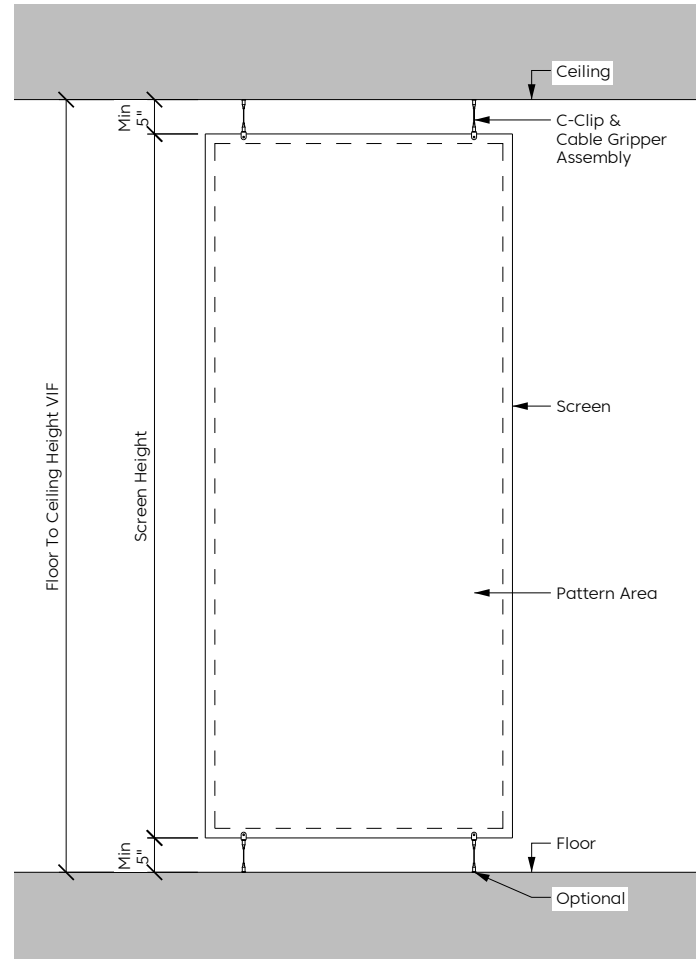 Ceiling
Min
5"
C-Clip &
Cable Gripper
Assembly
Floor To Ceiling Height VIF
Screen Height
Screen
Pattern Area
Min
5"
Floor
Optional